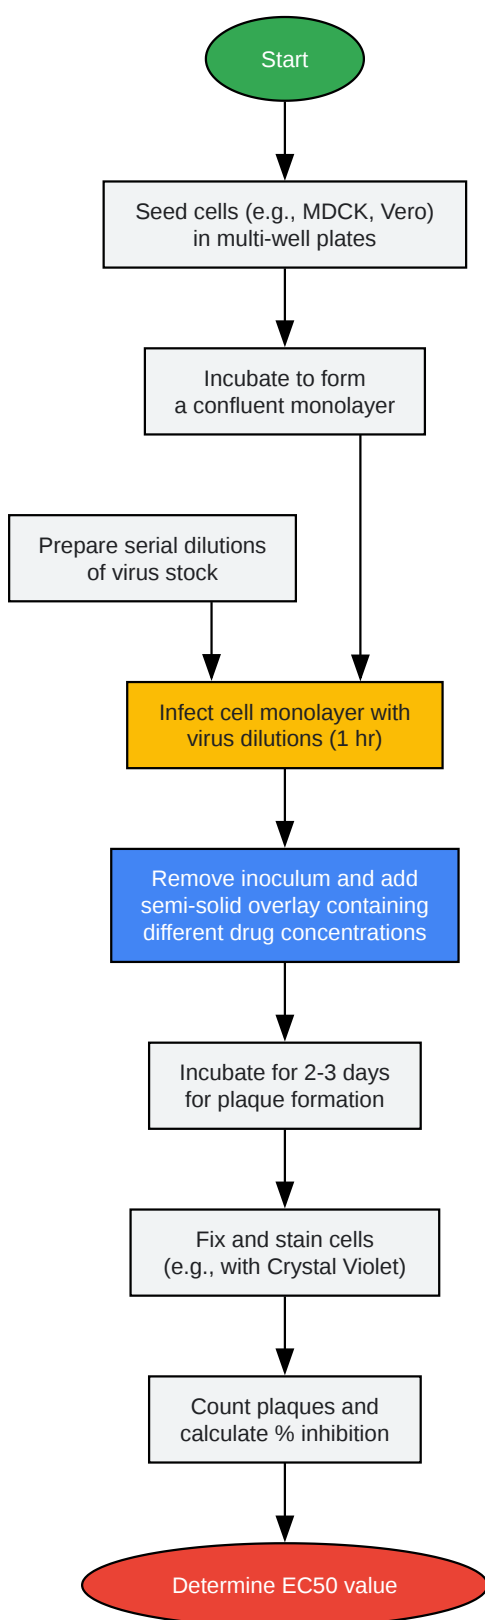 Start
Seed cells (e.g., MDCK, Vero)
in multi-well plates
Incubate to form
a confluent monolayer
Prepare serial dilutions
of virus stock
Infect cell monolayer with
virus dilutions (1 hr)
Remove inoculum and add
semi-solid overlay containing
different drug concentrations
Incubate for 2-3 days
for plaque formation
Fix and stain cells
(e.g., with Crystal Violet)
Count plaques and
calculate % inhibition
Determine EC50 value